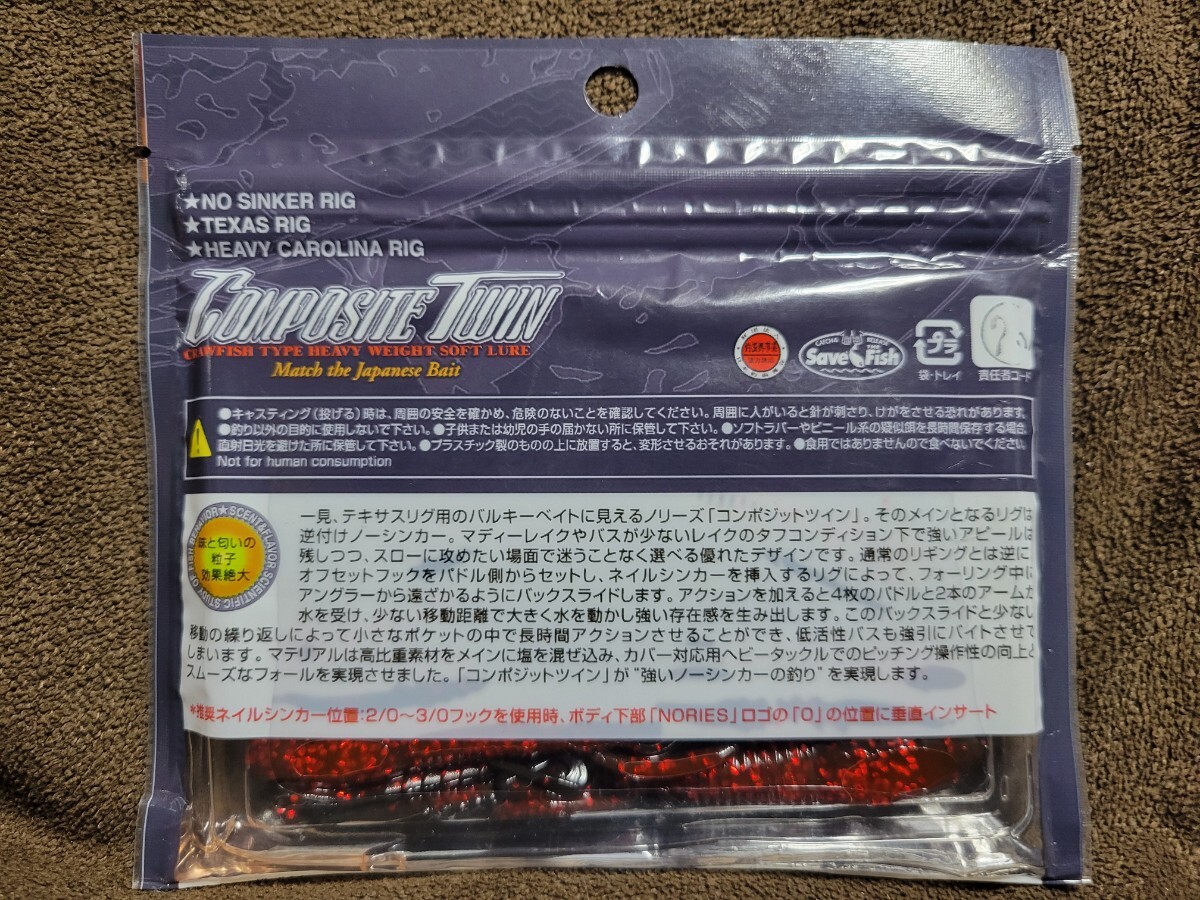 ★NO SINKER RIG
★TEXAS RIG
★HEAVY CAROLINA RIG
COMPOSITE TWIN
CRAWFISH TYPE HEAVY WEIGHT SOFT LURE
Match the Japanese Bait
CATCH & RELEASE
Save Fish
プラ
袋・トレイ
責任者コード
●キャスティング（投げる）時は、周囲の安全を確かめ、危険のないことを確認してください。周囲に人がいると針が刺さり、けがをさせる恐れがあります。
●釣り以外の目的に使用しないで下さい。●子供または幼児の手の届かない所に保管して下さい。●ソフトラバーやビニール系の疑似餌を長時間保存する場合、
直射日光を避けた所に保管して下さい。●プラスチック製のものの上に放置すると、変形させるおそれがあります。●食用ではありませんので食べないでください。
Not for human consumption
味と匂いの
粒子
効果絶大
一見、テキサスリグ用のバルキーベイトに見えるノリーズ「コンポジットツイン」。そのメインとなるリグは
逆付けノーシンカー。マディーレイクやバスが少ないレイクのタフコンディション下で強いアピールは
残しつつ、スローに攻めたい場面で迷うことなく選べる優れたデザインです。通常のリギングとは逆に、
オフセットフックをパドル側からセットし、ネイルシンカーを挿入するリグによって、フォーリング中に
アングラーから遠ざかるようにバックスライドします。アクションを加えると4枚のパドルと2本のアームが
水を受け、少ない移動距離で大きく水を動かし強い存在感を生み出します。このバックスライドと少ない
移動の繰り返しによって小さなポケットの中で長時間アクションさせることができ、低活性バスも強引にバイトさせて
しまいます。マテリアルは高比重素材をメインに塩を混ぜ込み、カバー対応用ヘビータックルでのピッチング操作性の向上と
スムーズなフォールを実現させました。「コンポジットツイン」が“強いノーシンカーの釣り”を実現します。
*推奨ネイルシンカー位置：2/0～3/0フックを使用時、ボディ下部「NORIES」ロゴの「O」の位置に垂直インサート